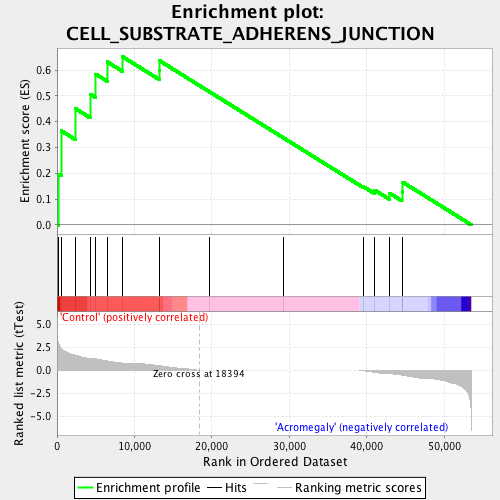 Enrichment plot:
CELL_SUBSTRATE_ADHERENS_JUNCTION
Enrichment score (ES)
0.6
0.5
0.4
0.3
0.2
0.1
0.0
'Control' (positively correlated)
Ranked list metric (tTest)
5.0
2.5
0.0
-2.5
-5.0
Zero cross at 18394
'Acromegaly' (negatively correlated)
0 10,000 20,000 30,000 40,000 50,000
Rank in Ordered Dataset
Enrichment profile Hits Ranking metric scores